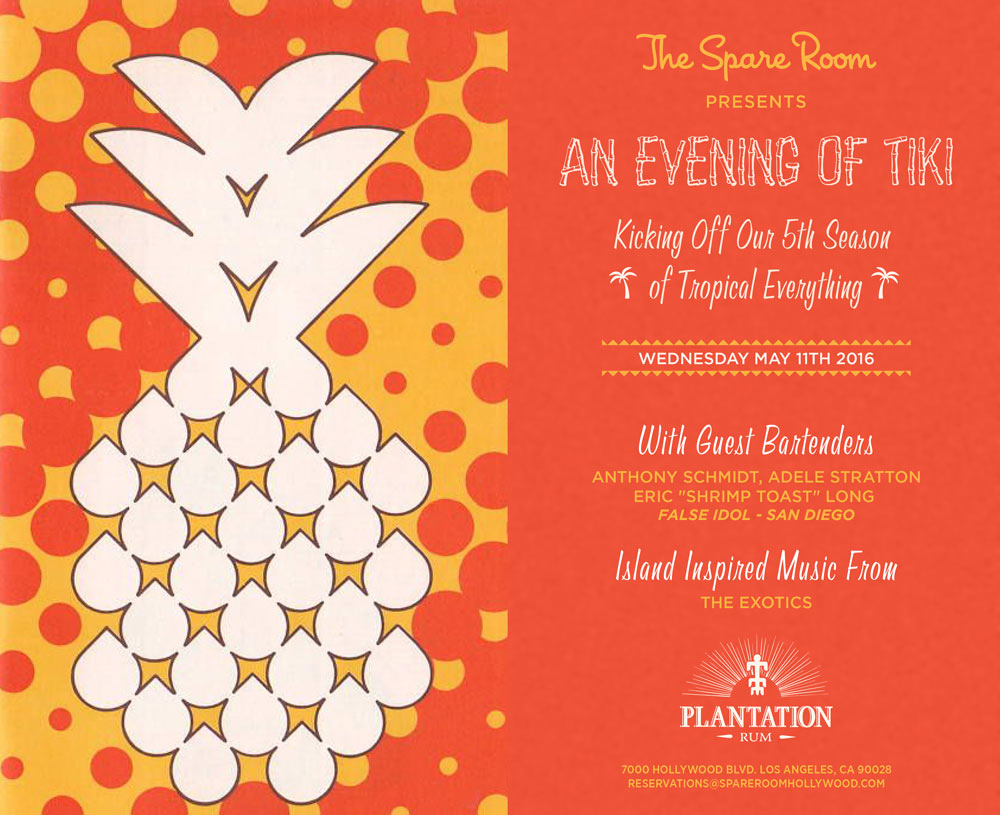 The Spare Room
PRESENTS
AN EVENING OF TIKI
Kicking Off Our 5th Season
of Tropical Everything
WEDNESDAY MAY 11TH 2016
With Guest Bartenders
ANTHONY SCHMIDT, ADELE STRATTON
ERIC "SHRIMP TOAST" LONG
FALSE IDOL - SAN DIEGO
Island Inspired Music From
THE EXOTICS
PLANTATION
RUM
7000 HOLLYWOOD BLVD. LOS ANGELES, CA 90028
RESERVATIONS@SPAREROOMHOLLYWOOD.COM